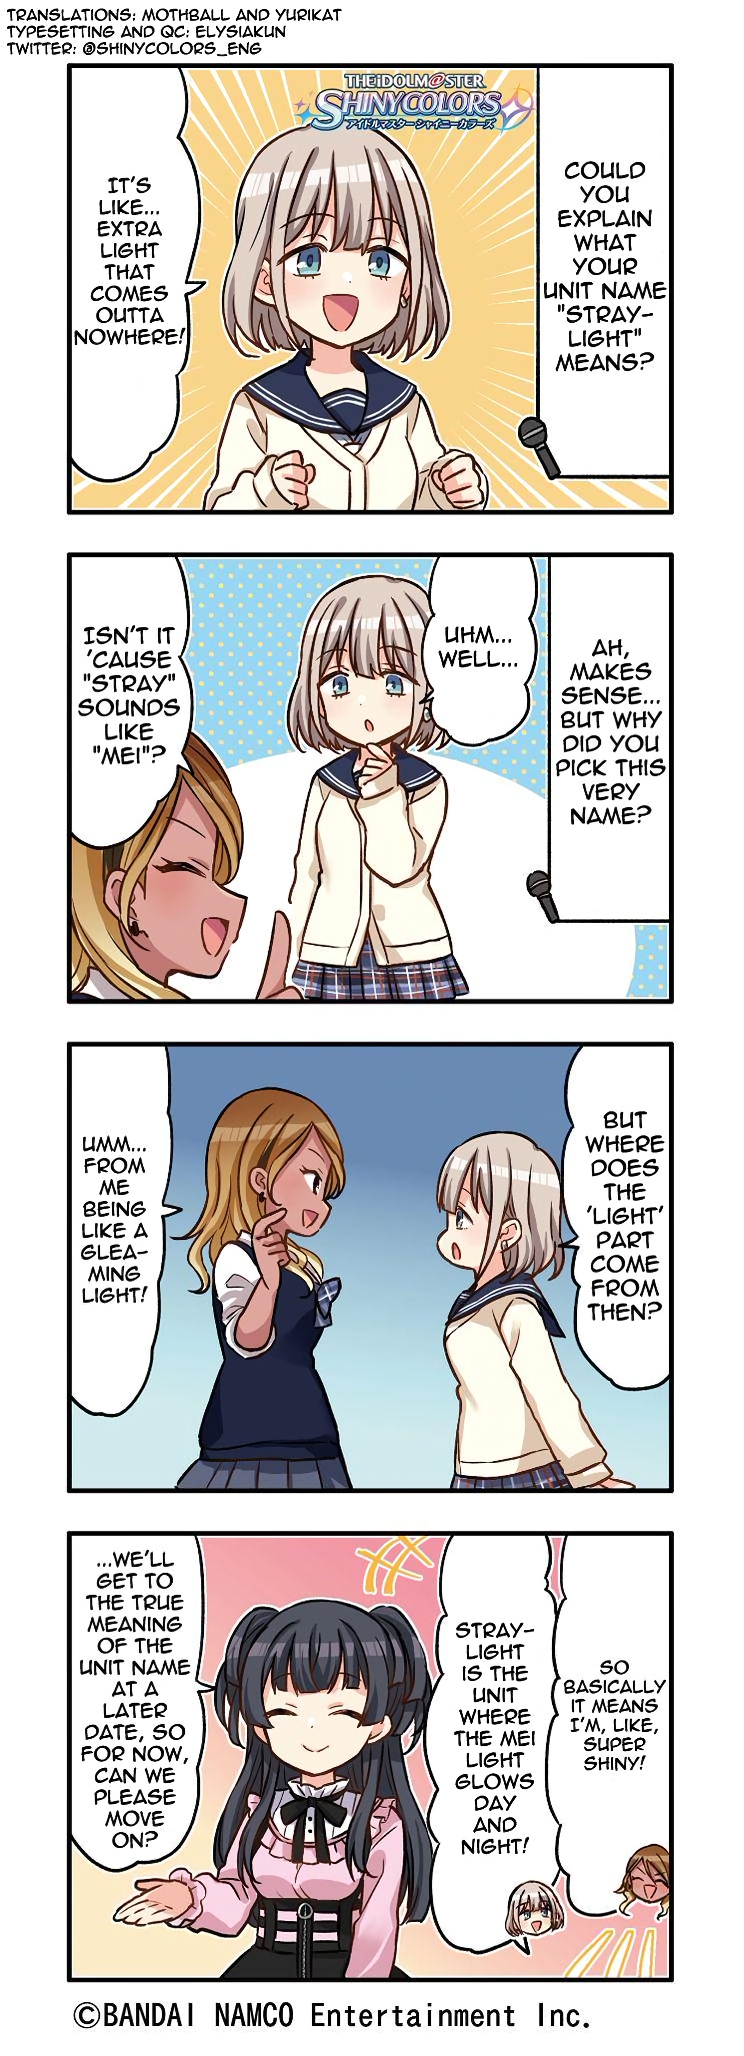 TRANSLATIONS: MOTHBALL AND YURIKAT
TYPESETTING AND QC: ELYSIAKUN
TWITTER: @SHINYCOLORS_ENG
THE iDOLM@STER
SHINYCOLORS
アイドルマスター シャイニーカラーズ
COULD
YOU
EXPLAIN
WHAT
YOUR
UNIT NAME
"STRAY-
LIGHT"
MEANS?
IT'S
LIKE...
EXTRA
LIGHT
THAT
COMES
OUTTA
NOWHERE!
AH,
MAKES
SENSE...
BUT WHY
DID YOU
PICK THIS
VERY
NAME?
UHM...
WELL...
ISN'T IT
'CAUSE
"STRAY"
SOUNDS
LIKE
"MEI"?
BUT
WHERE
DOES
THE
'LIGHT'
PART
COME
FROM
THEN?
UMM...
FROM
ME
BEING
LIKE A
GLEA-
MING
LIGHT!
SO
BASICALLY
IT MEANS
I'M, LIKE,
SUPER
SHINY!
STRAY-
LIGHT
IS THE
UNIT
WHERE
THE MEI
LIGHT
GLOWS
DAY
AND
NIGHT!
...WE'LL
GET TO
THE TRUE
MEANING
OF THE
UNIT NAME
AT A
LATER
DATE, SO
FOR NOW,
CAN WE
PLEASE
MOVE
ON?
©BANDAI NAMCO Entertainment Inc.